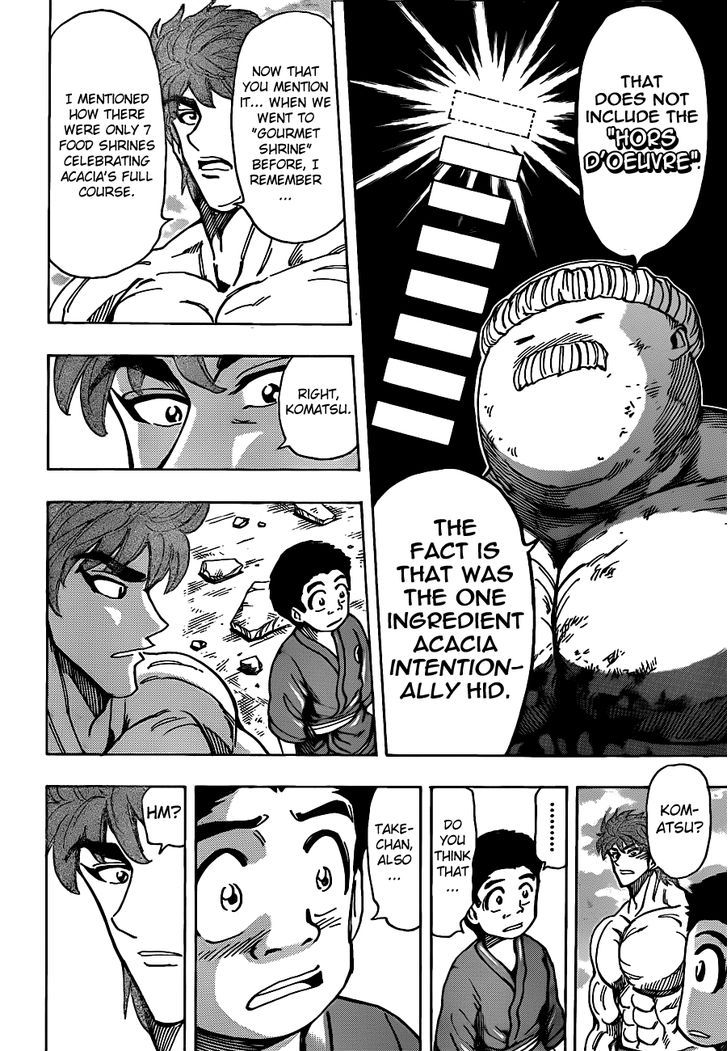 THAT
DOES NOT
INCLUDE THE
"HORS
D'OEUVRE".
THE
FACT IS
THAT WAS
THE ONE
INGREDIENT
ACACIA
INTENTION-
ALLY HID.
NOW THAT
YOU MENTION
IT... WHEN WE
WENT TO
"GOURMET
SHRINE"
BEFORE, I
REMEMBER
...
I MENTIONED
HOW THERE
WERE ONLY 7
FOOD SHRINES
CELEBRATING
ACACIA'S FULL
COURSE.
RIGHT,
KOMATSU.
KOM-
ATSU?
.........
DO
YOU
THINK
THAT
...
TAKE-
CHAN,
ALSO
...
HM?